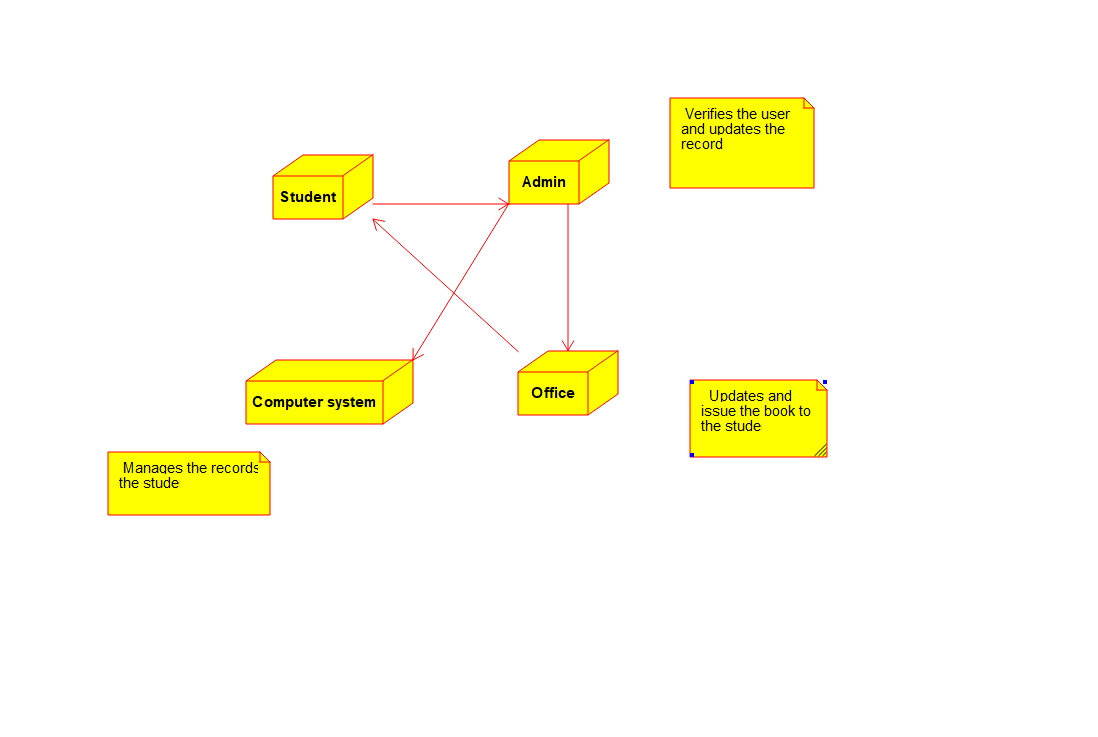 Verifies the user
and updates the
record
Student
Admin
Computer system
Office
Updates and
issue the book to
the stude
Manages the records
the stude